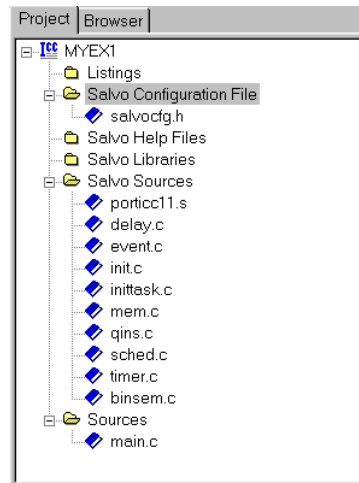 Project Browser
ICC MYEX1
Listings
Salvo Configuration File
salvocfg.h
Salvo Help Files
Salvo Libraries
Salvo Sources
porticc11.s
delay.c
event.c
init.c
inittask.c
mem.c
qins.c
sched.c
timer.c
binsem.c
Sources
main.c